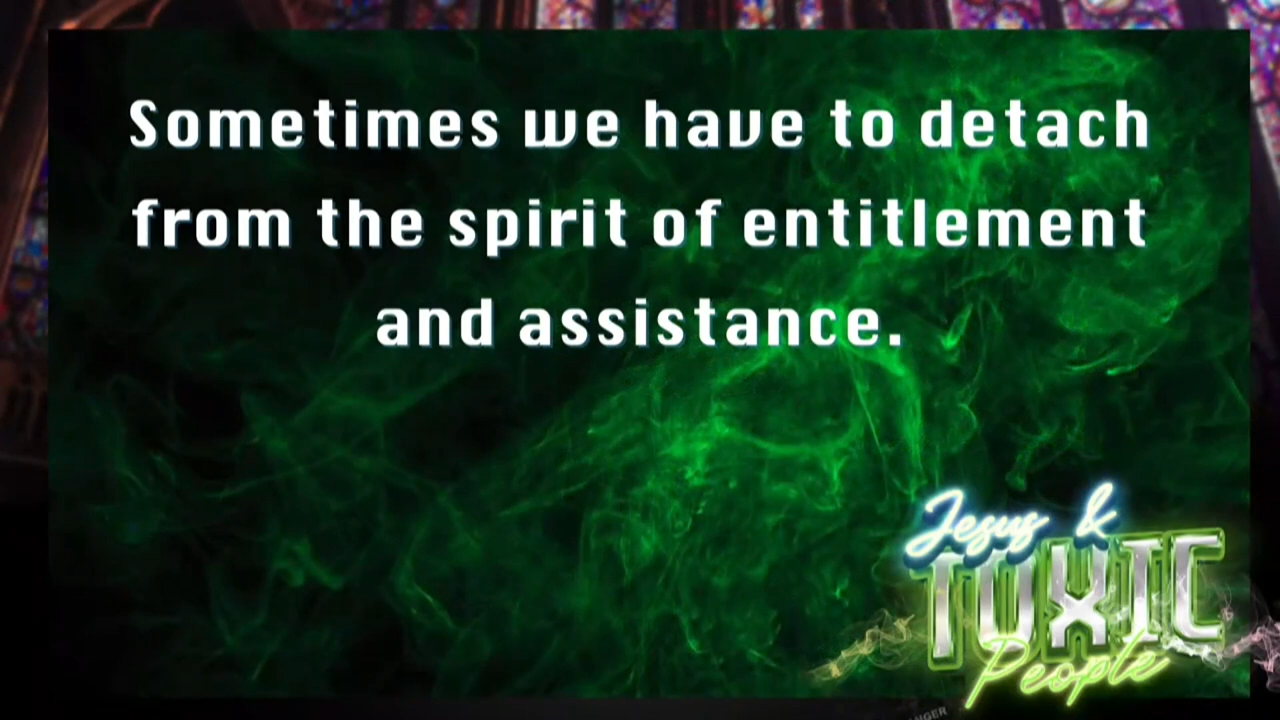 Sometimes we have to detach
from the spirit of entitlement
and assistance.
Jesus &
TOXIC
People